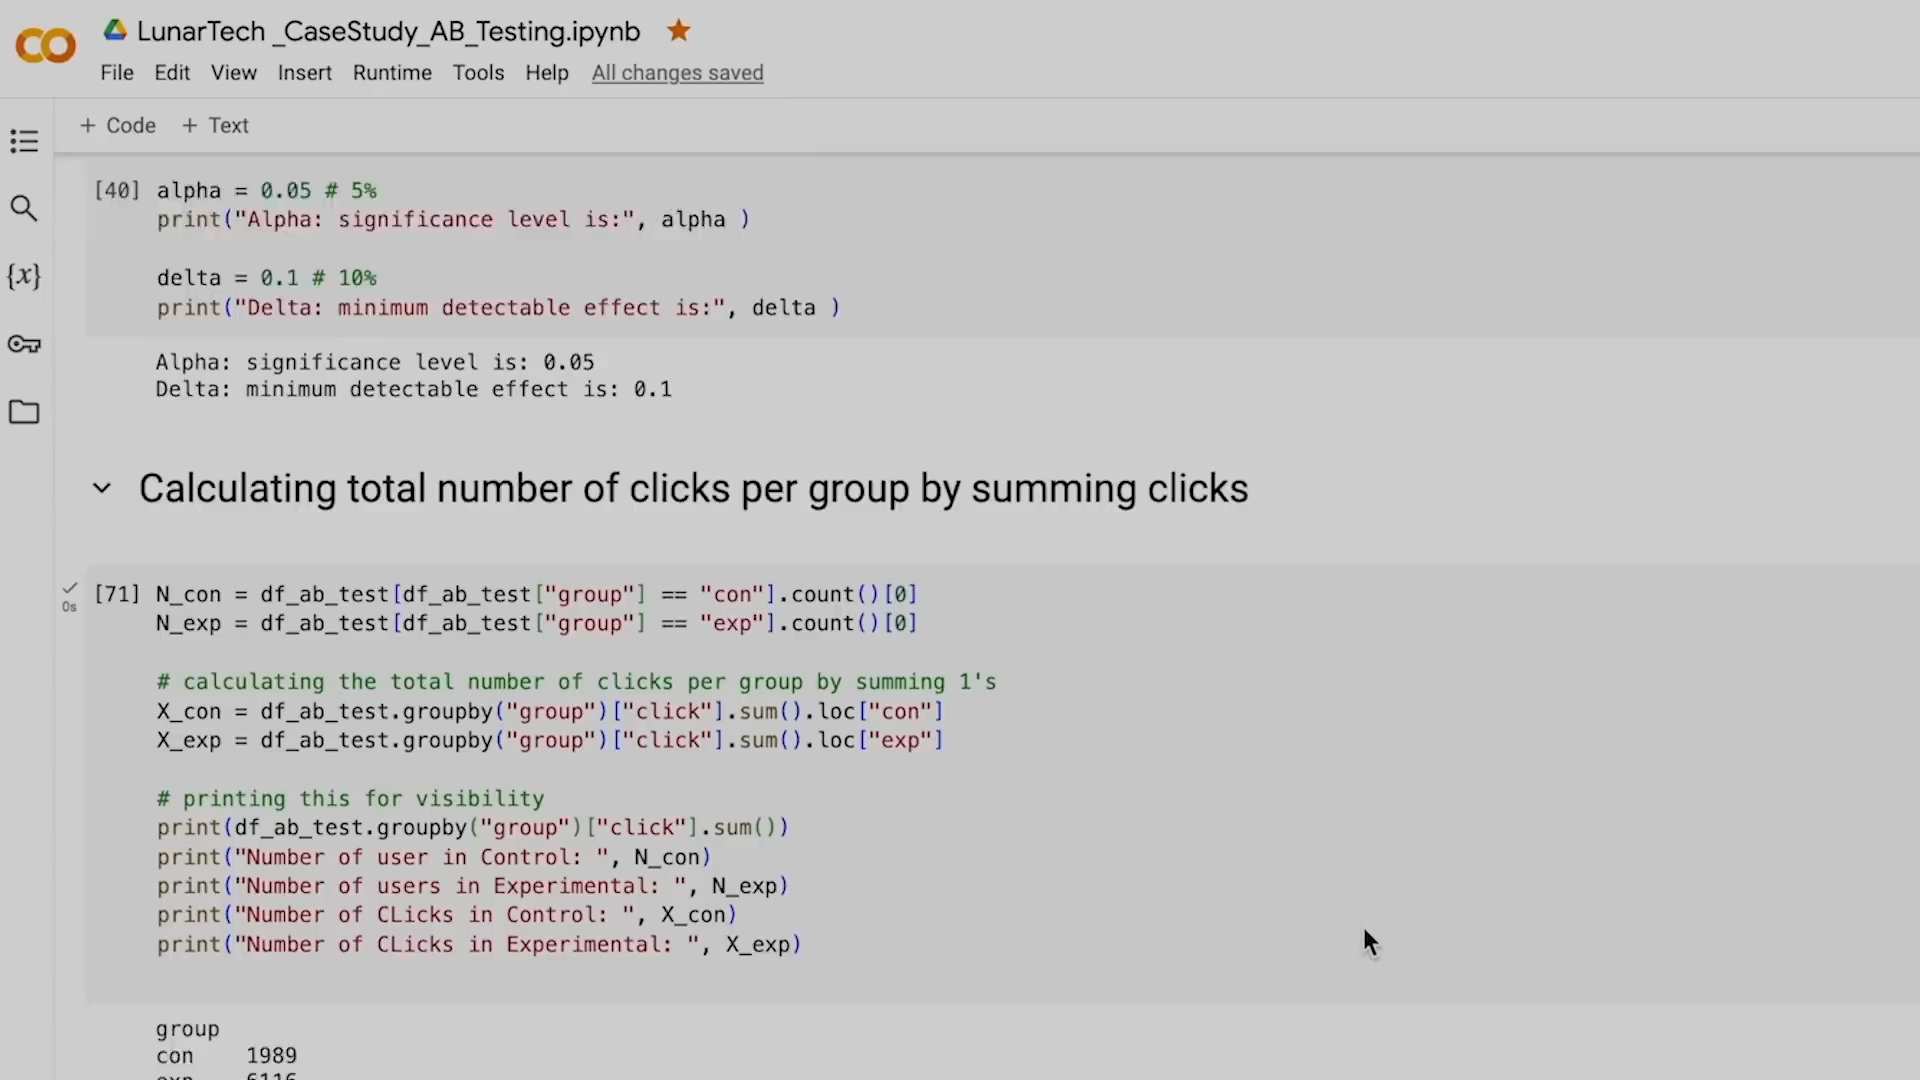 LunarTech _CaseStudy_AB_Testing.ipynb
File Edit View Insert Runtime Tools Help All changes saved
+ Code + Text
[40] alpha = 0.05 # 5%
print("Alpha: significance level is:", alpha )
delta = 0.1 # 10%
print("Delta: minimum detectable effect is:", delta )
Alpha: significance level is: 0.05
Delta: minimum detectable effect is: 0.1
Calculating total number of clicks per group by summing clicks
[71] N_con = df_ab_test[df_ab_test["group"] == "con"].count()[0]
0s
N_exp = df_ab_test[df_ab_test["group"] == "exp"].count()[0]
# calculating the total number of clicks per group by summing 1's
X_con = df_ab_test.groupby("group")["click"].sum().loc["con"]
X_exp = df_ab_test.groupby("group")["click"].sum().loc["exp"]
# printing this for visibility
print(df_ab_test.groupby("group")["click"].sum())
print("Number of user in Control: ", N_con)
print("Number of users in Experimental: ", N_exp)
print("Number of CLicks in Control: ", X_con)
print("Number of CLicks in Experimental: ", X_exp)
group
con 1989
exp 6116